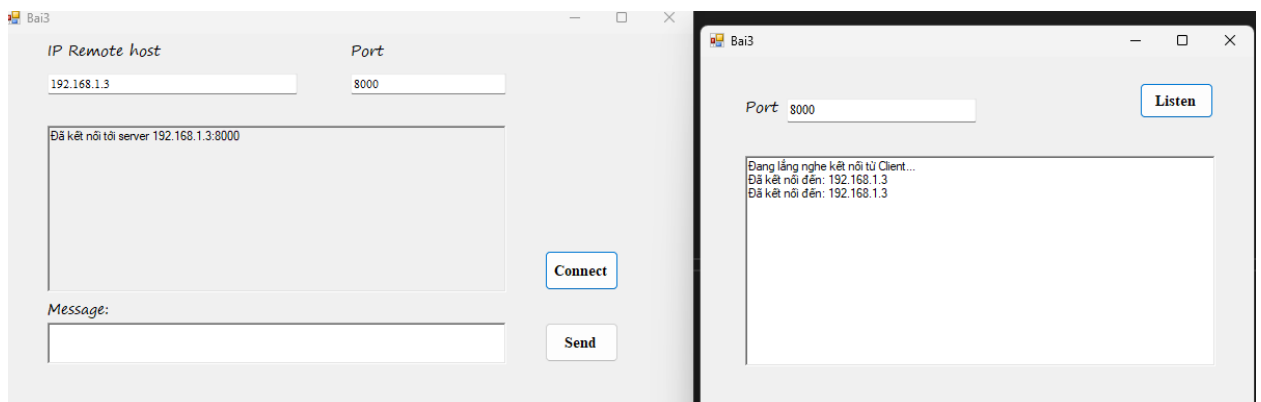 Bai3
IP Remote host
Port
192.168.1.3
8000
Đã kết nối tới server 192.168.1.3:8000
Connect
Message:
Send
Bai3
Port
8000
Listen
Đang lắng nghe kết nối từ Client...
Đã kết nối đến: 192.168.1.3
Đã kết nối đến: 192.168.1.3